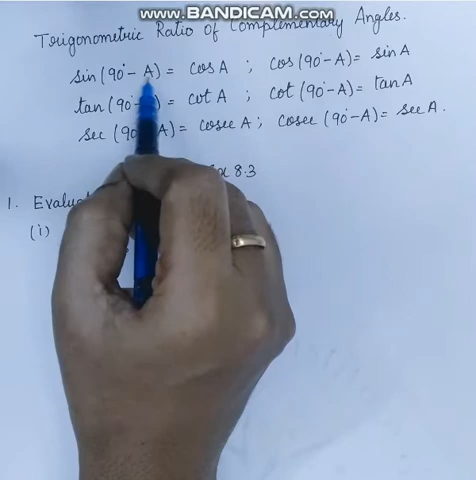 WWW.BANDICAM.COM
Trigonometric Ratio of Complementary Angles.
sin (90° - A) = cos A ; cos (90° - A) = sin A
tan (90° - A) = cot A ; cot (90° - A) = tan A
sec (90° - A) = cosec A ; cosec (90° - A) = sec A.
8.3
1.
(i)